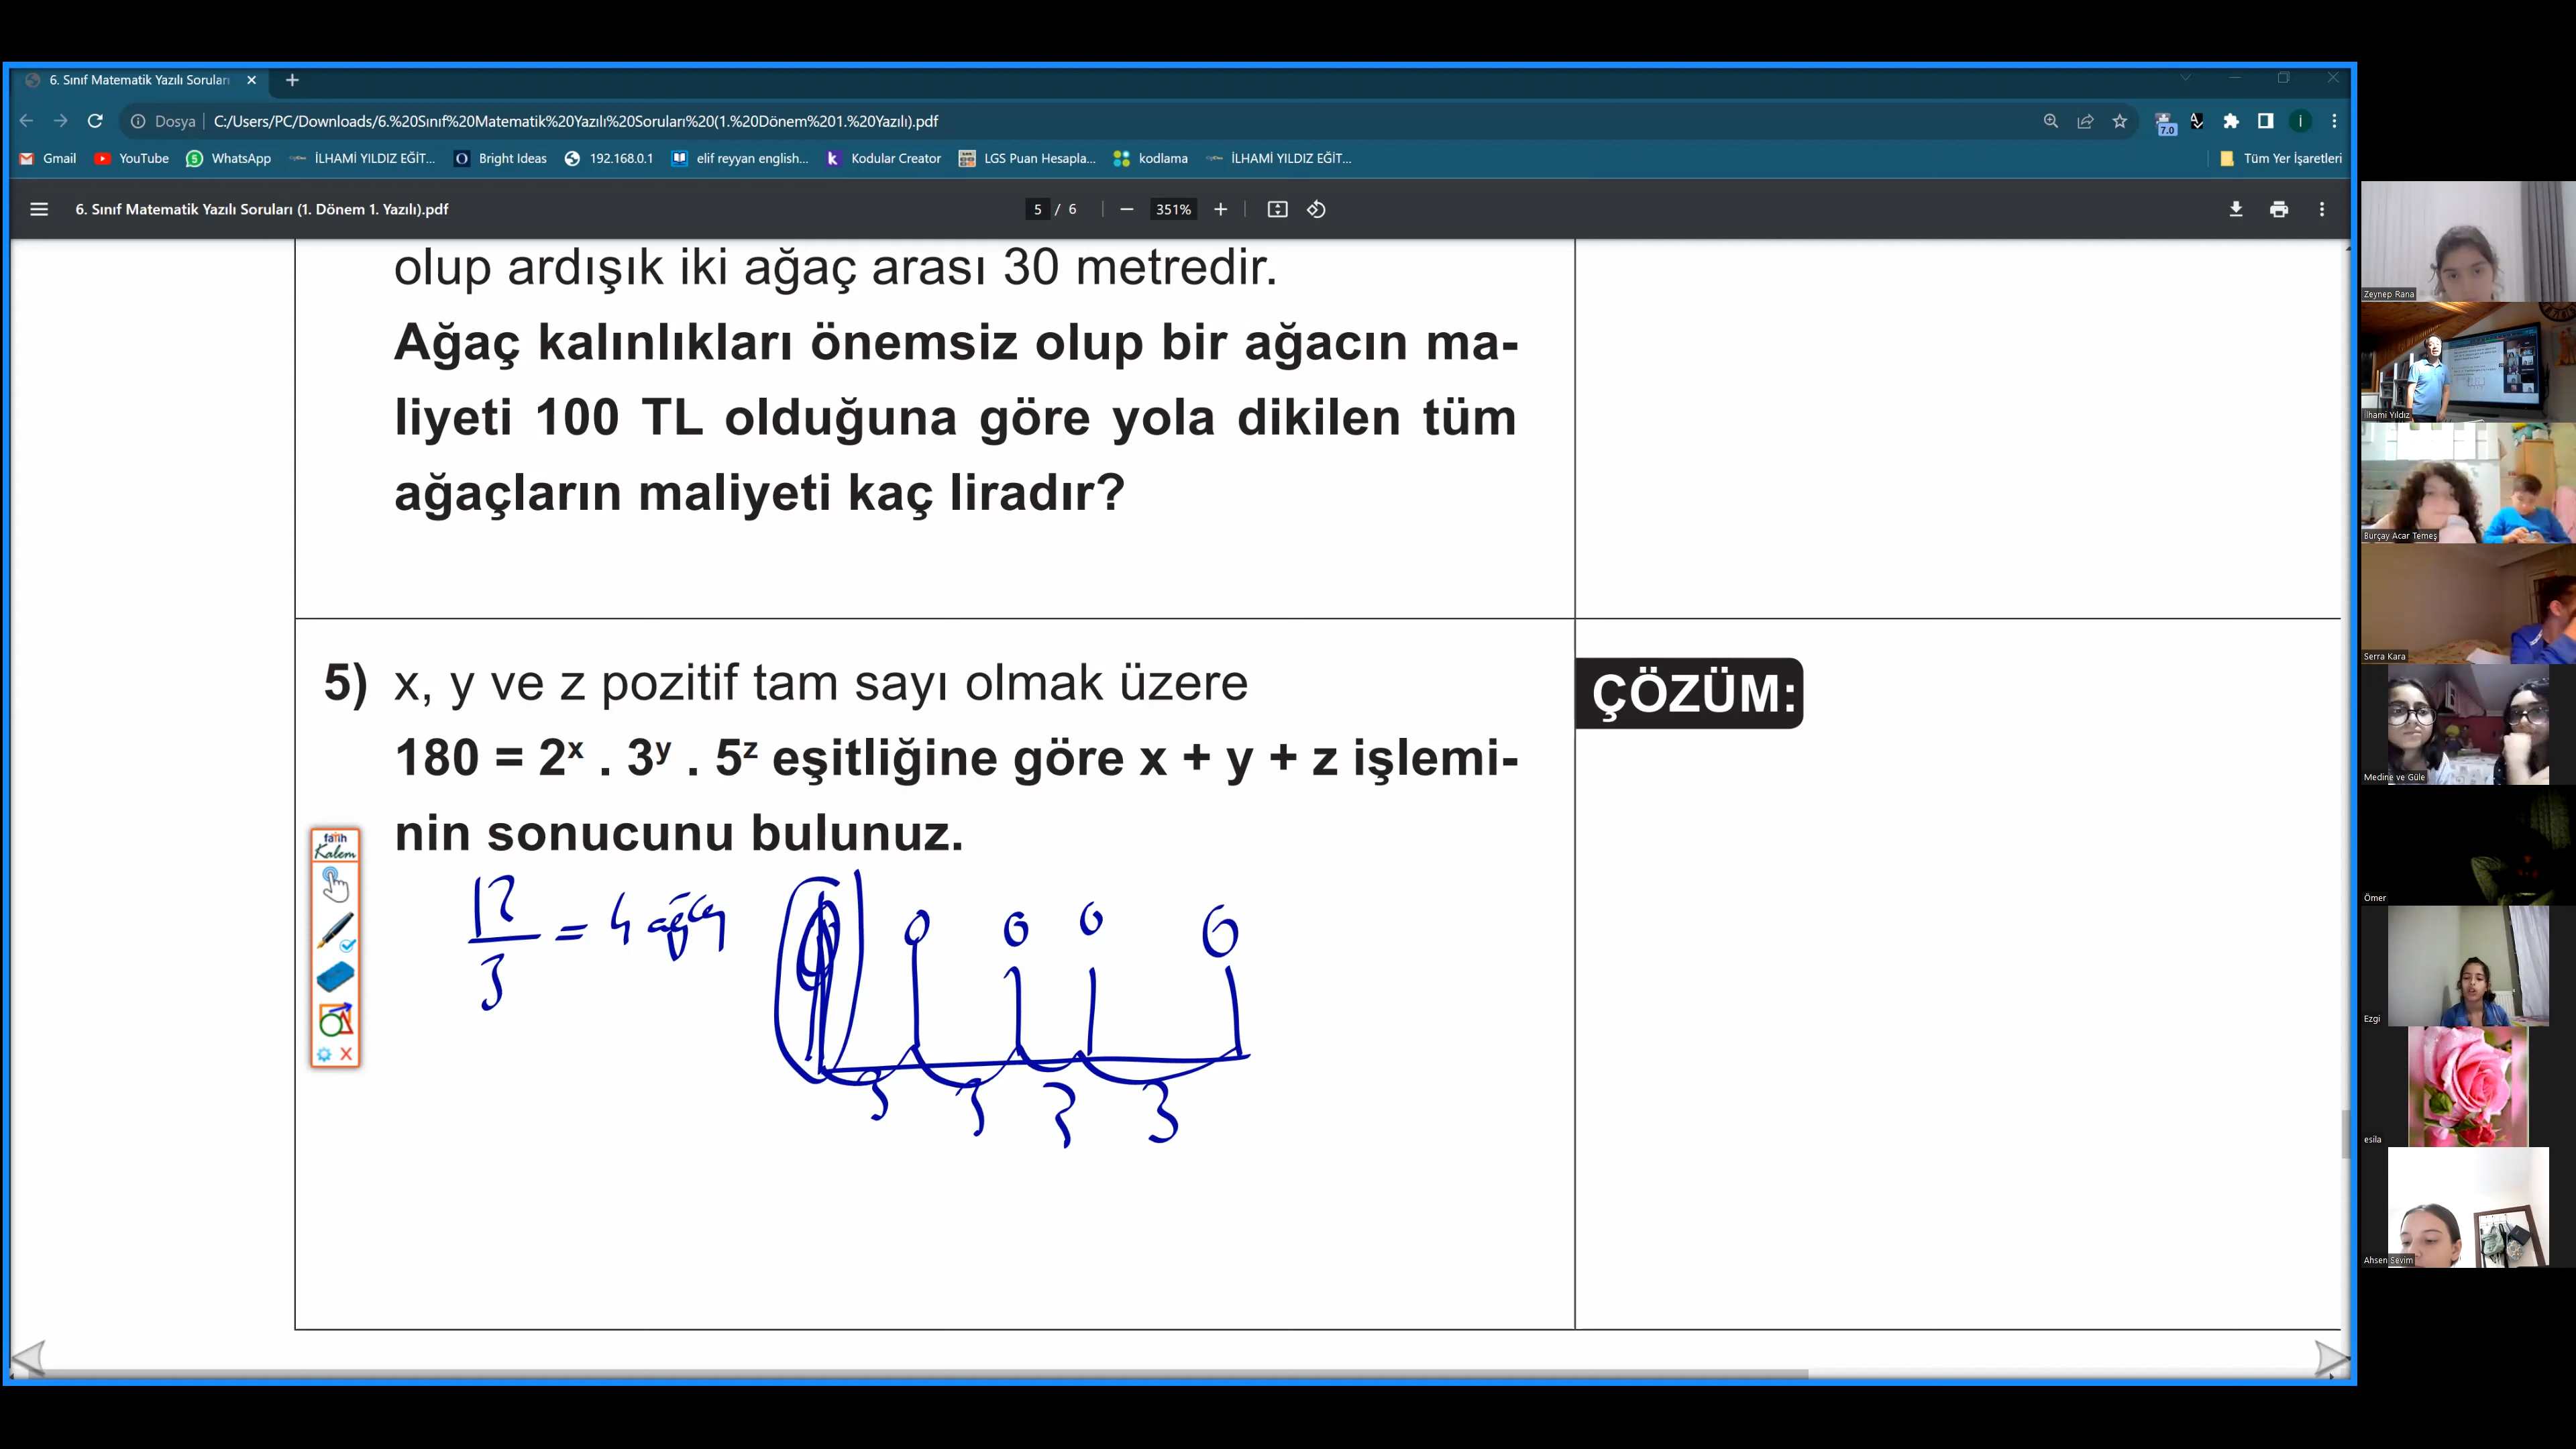 6. Sınıf Matematik Yazılı Soruları
Dosya
C:/Users/PC/Downloads/6.%20Sınıf%20Matematik%20Yazılı%20Soruları%20(1.%20Dönem%201.%20Yazılı).pdf
7.0
i
Gmail YouTube WhatsApp İLHAMİ YILDIZ EĞİT... Bright Ideas 192.168.0.1 elif reyyan english... Kodular Creator LGS Puan Hesapla... kodlama İLHAMİ YILDIZ EĞİT... Tüm Yer İşaretleri
6. Sınıf Matematik Yazılı Soruları (1. Dönem 1. Yazılı).pdf
5 / 6
351%
olup ardışık iki ağaç arası 30 metredir.
Ağaç kalınlıkları önemsiz olup bir ağacın ma-
liyeti 100 TL olduğuna göre yola dikilen tüm
ağaçların maliyeti kaç liradır?
5) x, y ve z pozitif tam sayı olmak üzere
180 = 2ˣ . 3ʸ . 5ᶻ eşitliğine göre x + y + z işlemi-
nin sonucunu bulunuz.
ÇÖZÜM:
fatih
Kalem
12
3
= 4 ağaç
3 3 3 3
Zeynep Rana
İlhami Yıldız
Burçay Acar Temeş
Serra Kara
Medine ve Güle
Ömer
Ezgi
esila
Ahsen Sevim